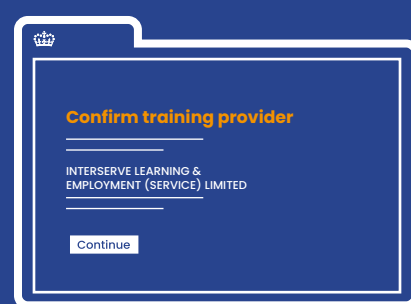 Confirm training provider
INTERSERVE LEARNING &
EMPLOYMENT (SERVICE) LIMITED
Continue